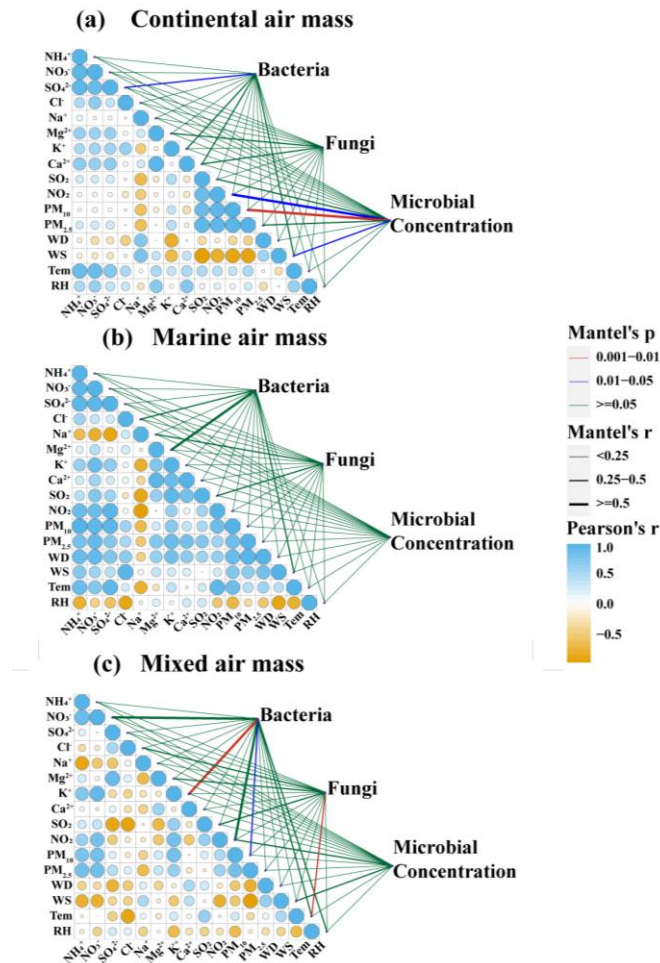 (a) Continental air mass
NH₄⁺
NO₃⁻
SO₄²⁻
Cl⁻
Na⁺
Mg²⁺
K⁺
Ca²⁺
SO₂
NO₂
PM₁₀
PM₂.₅
WD
WS
Tem
RH
NH₄⁺ NO₃⁻ SO₄²⁻ Cl⁻ Na⁺ Mg²⁺ K⁺ Ca²⁺ SO₂ NO₂ PM₁₀ PM₂.₅ WD WS Tem RH
Bacteria
Fungi
Microbial
Concentration
(b) Marine air mass
NH₄⁺
NO₃⁻
SO₄²⁻
Cl⁻
Na⁺
Mg²⁺
K⁺
Ca²⁺
SO₂
NO₂
PM₁₀
PM₂.₅
WD
WS
Tem
RH
NH₄⁺ NO₃⁻ SO₄²⁻ Cl⁻ Na⁺ Mg²⁺ K⁺ Ca²⁺ SO₂ NO₂ PM₁₀ PM₂.₅ WD WS Tem RH
Bacteria
Fungi
Microbial
Concentration
Mantel's p
0.001−0.01
0.01−0.05
>=0.05
Mantel's r
<0.25
0.25−0.5
>=0.5
Pearson's r
1.0
0.5
0.0
−0.5
(c) Mixed air mass
NH₄⁺
NO₃⁻
SO₄²⁻
Cl⁻
Na⁺
Mg²⁺
K⁺
Ca²⁺
SO₂
NO₂
PM₁₀
PM₂.₅
WD
WS
Tem
RH
NH₄⁺ NO₃⁻ SO₄²⁻ Cl⁻ Na⁺ Mg²⁺ K⁺ Ca²⁺ SO₂ NO₂ PM₁₀ PM₂.₅ WD WS Tem RH
Bacteria
Fungi
Microbial
Concentration